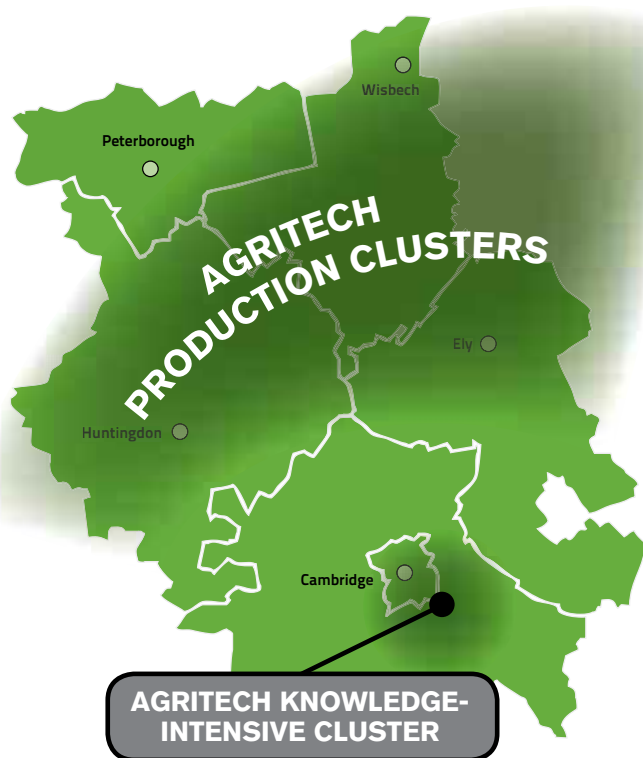 Wisbech
Peterborough
AGRITECH
PRODUCTION CLUSTERS
Ely
Huntingdon
Cambridge
AGRITECH KNOWLEDGE-
INTENSIVE CLUSTER